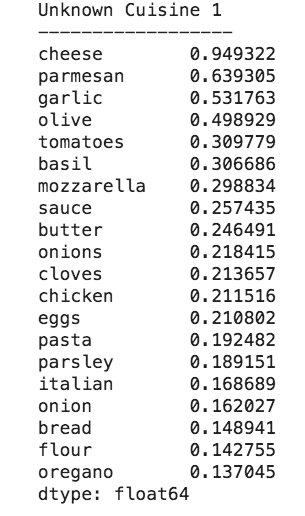 Unknown Cuisine 1
------------------
cheese 0.949322
parmesan 0.639305
garlic 0.531763
olive 0.498929
tomatoes 0.309779
basil 0.306686
mozzarella 0.298834
sauce 0.257435
butter 0.246491
onions 0.218415
cloves 0.213657
chicken 0.211516
eggs 0.210802
pasta 0.192482
parsley 0.189151
italian 0.168689
onion 0.162027
bread 0.148941
flour 0.142755
oregano 0.137045
dtype: float64